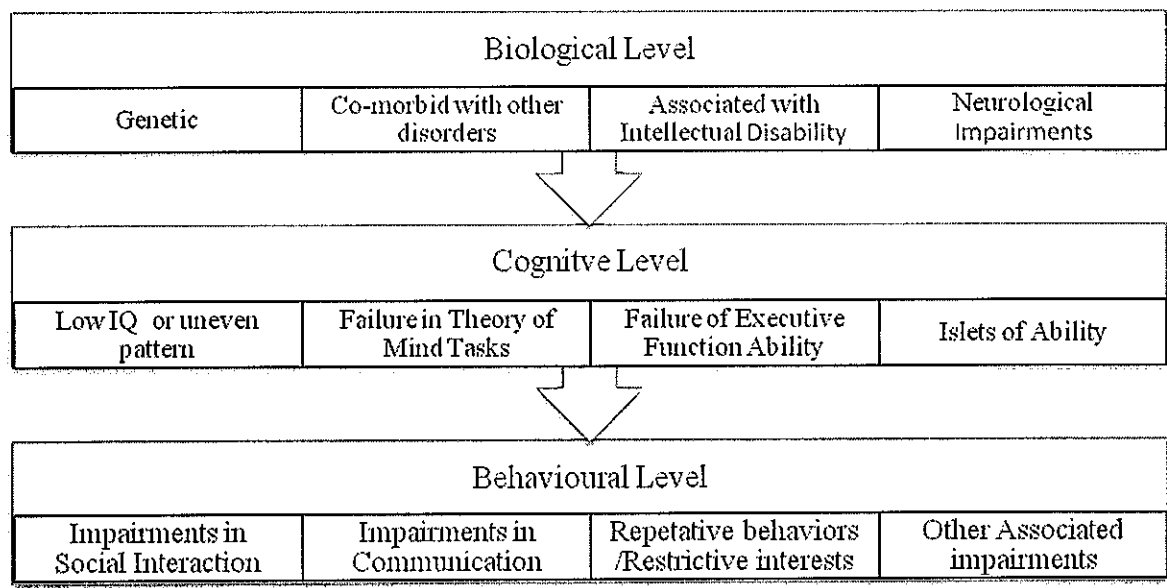 Biological Level
Genetic
Co-morbid with other
disorders
Associated with
Intellectual Disability
Neurological
Impairments
Cognitve Level
Low IQ or uneven
pattern
Failure in Theory of
Mind Tasks
Failure of Executive
Function Ability
Islets of Ability
Behavioural Level
Impairments in
Social Interaction
Impairments in
Communication
Repetative behaviors
/Restrictive interests
Other Associated
impairments